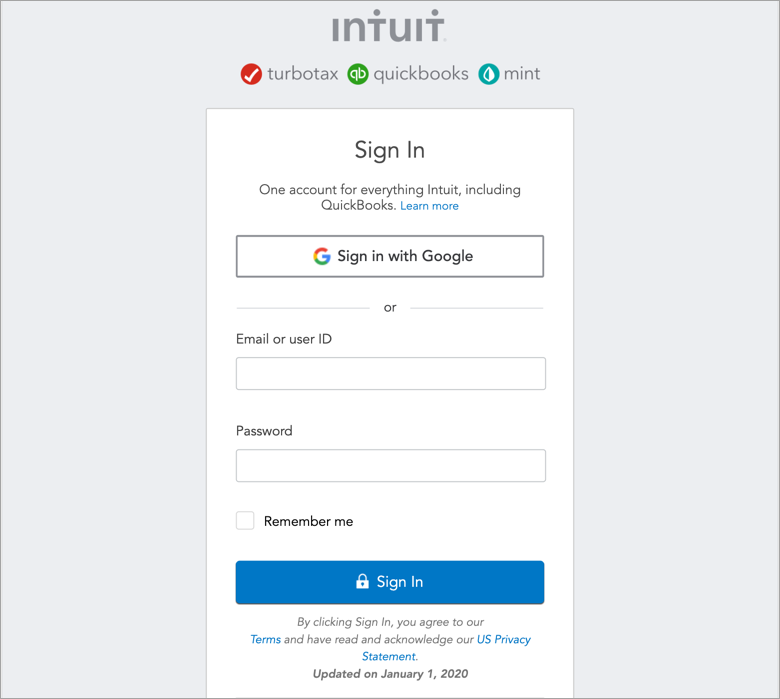 intuit
turbotax qb quickbooks mint
Sign In
One account for everything Intuit, including
QuickBooks. Learn more
Sign in with Google
or
Email or user ID
Password
Remember me
Sign In
By clicking Sign In, you agree to our
Terms and have read and acknowledge our US Privacy
Statement.
Updated on January 1, 2020